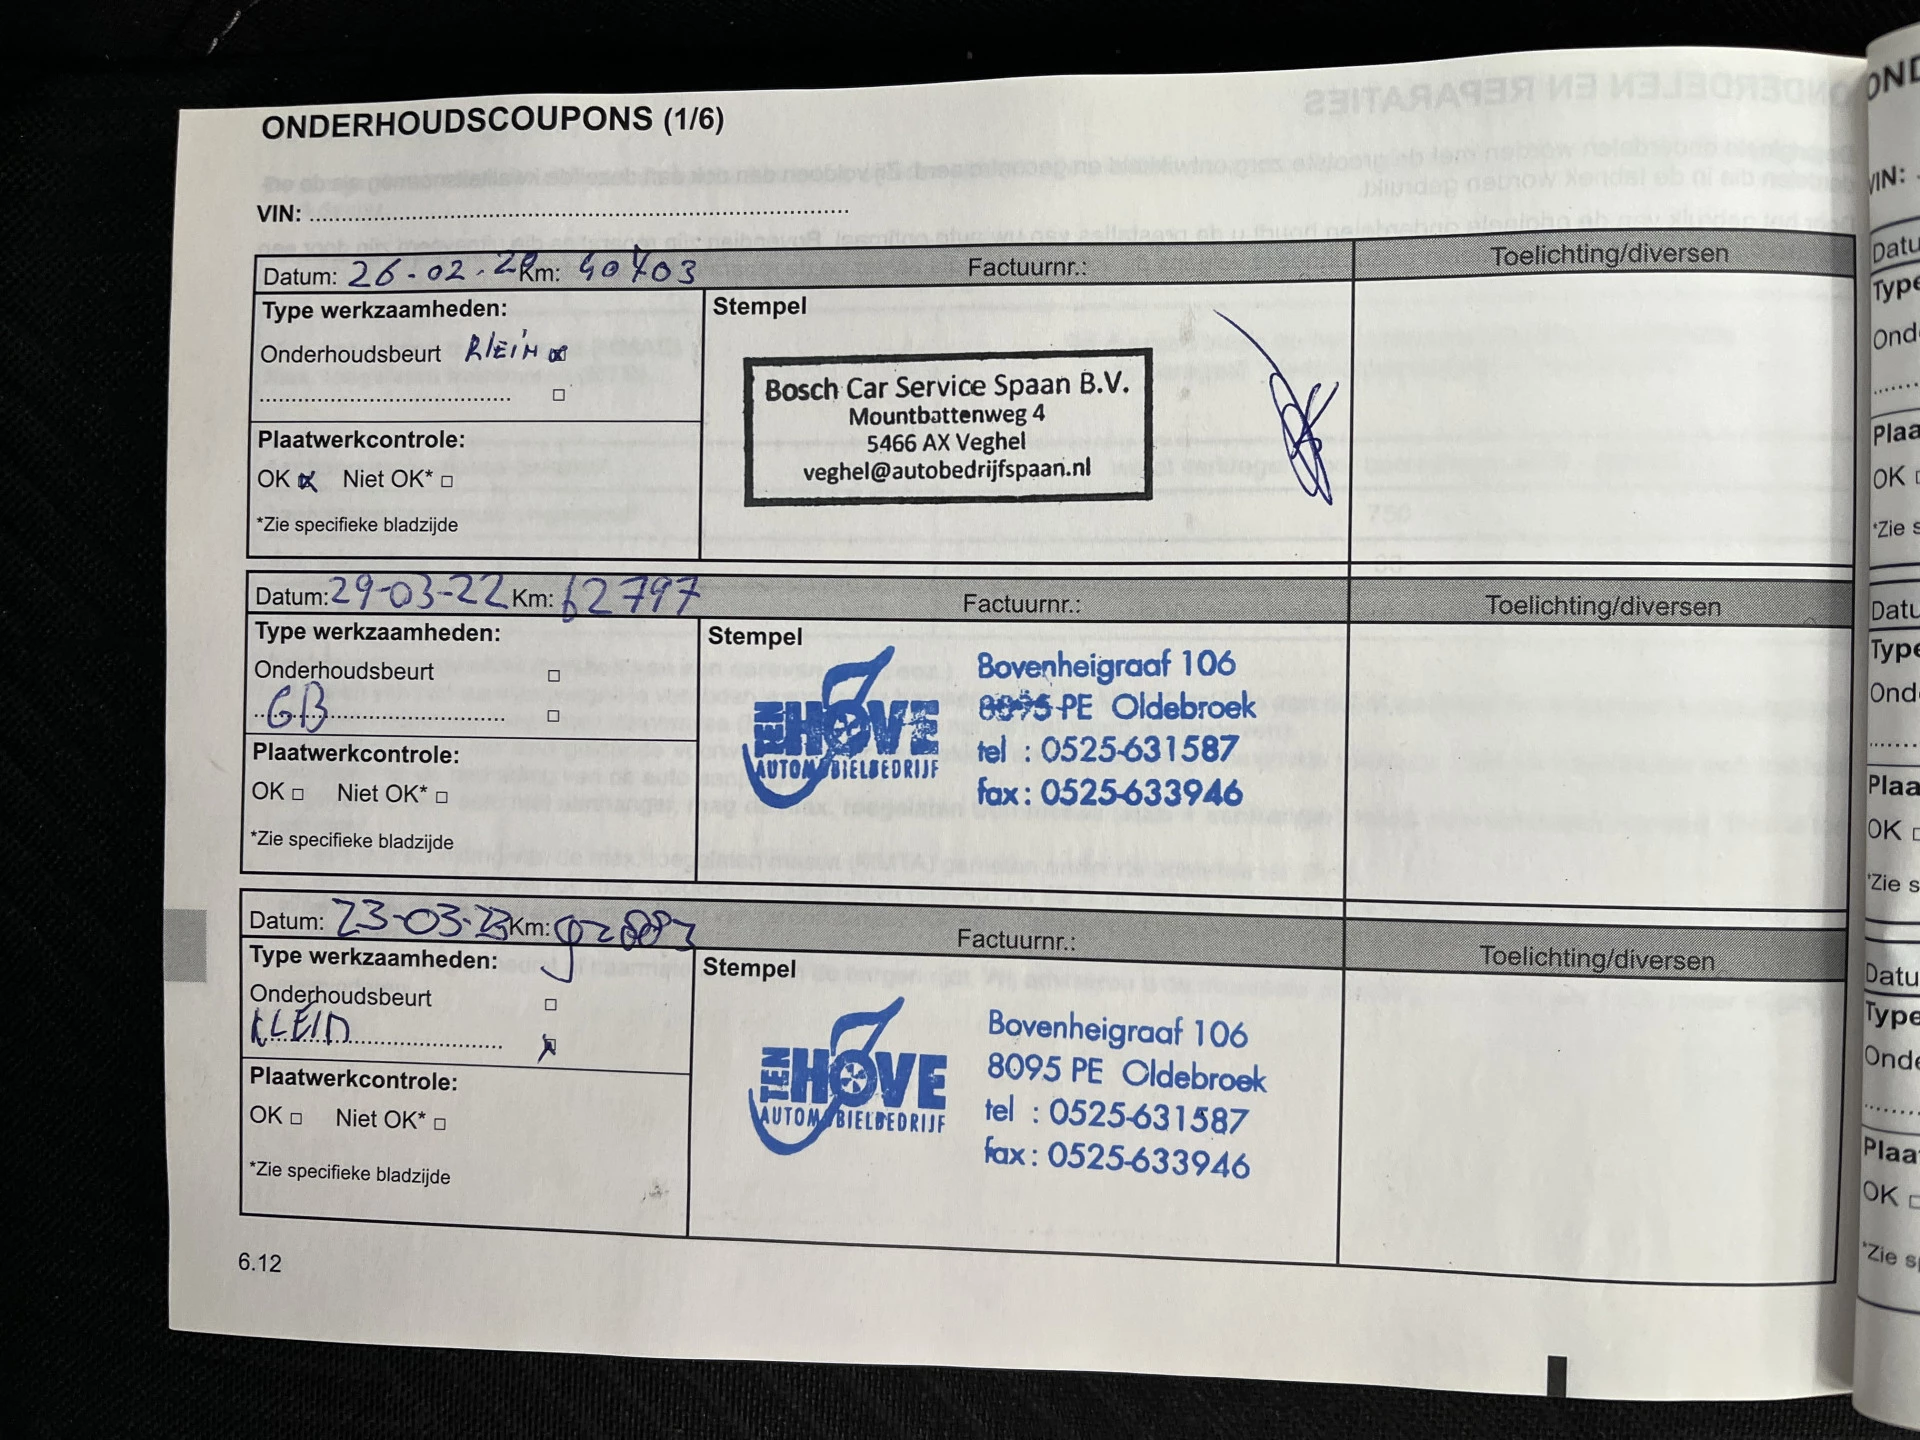 ONDERHOUDSCOUPONS (1/6)
VIN:
Datum: 26-02-20 Km: 40703 Factuurnr.: Toelichting/diversen
Type werkzaamheden: Stempel
Onderhoudsbeurt KlEiN
Bosch Car Service Spaan B.V.
Mountbattenweg 4
5466 AX Veghel
veghel@autobedrijfspaan.nl
Plaatwerkcontrole:
OK Niet OK*
*Zie specifieke bladzijde
Datum: 29-03-22 Km: 62797 Factuurnr.: Toelichting/diversen
Type werkzaamheden: Stempel
Onderhoudsbeurt
GB
TEN HOVE
AUTOMOBIELBEDRIJF
Bovenheigraaf 106
8095 PE Oldebroek
tel : 0525-631587
fax : 0525-633946
Plaatwerkcontrole:
OK Niet OK*
*Zie specifieke bladzijde
Datum: 23-03-23 Km: Factuurnr.: Toelichting/diversen
Type werkzaamheden: Stempel
Onderhoudsbeurt
KLEIN
TEN HOVE
AUTOMOBIELBEDRIJF
Bovenheigraaf 106
8095 PE Oldebroek
tel : 0525-631587
fax : 0525-633946
Plaatwerkcontrole:
OK Niet OK*
*Zie specifieke bladzijde
6.12
VIN:
OK
OK
OK